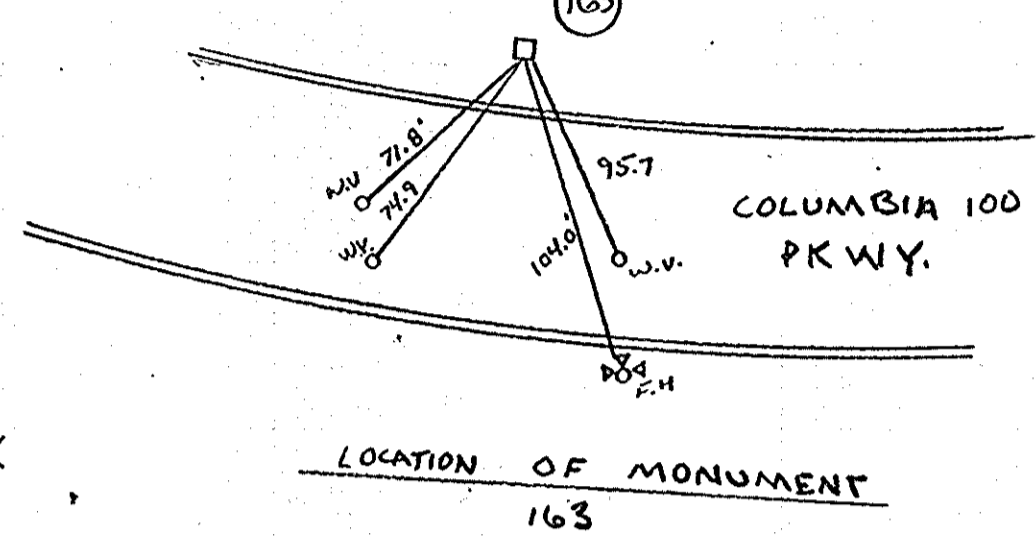 163
71.8'
W.V
74.9
W.V.
95.7
104.0'
W.V.
COLUMBIA 100
PKWY.
F.H
LOCATION OF MONUMENT
163